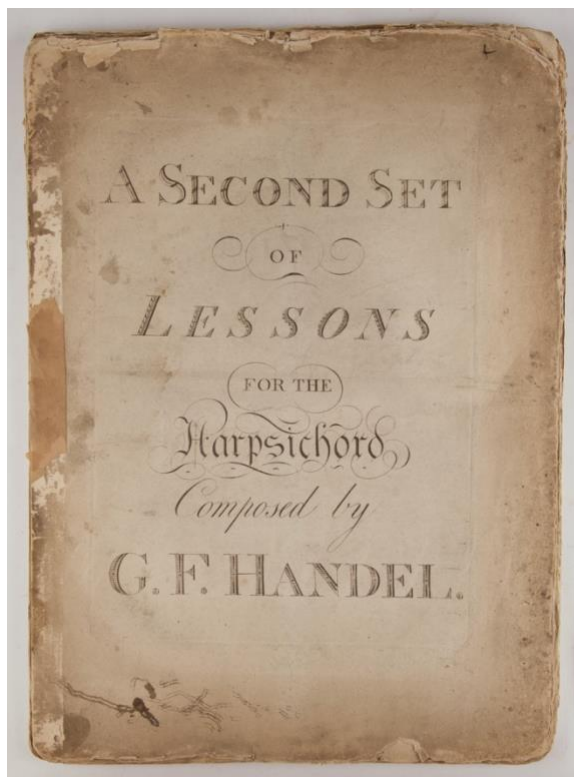 A SECOND SET
OF
LESSONS
FOR THE
Harpsichord
Composed by
G. F. HANDEL.